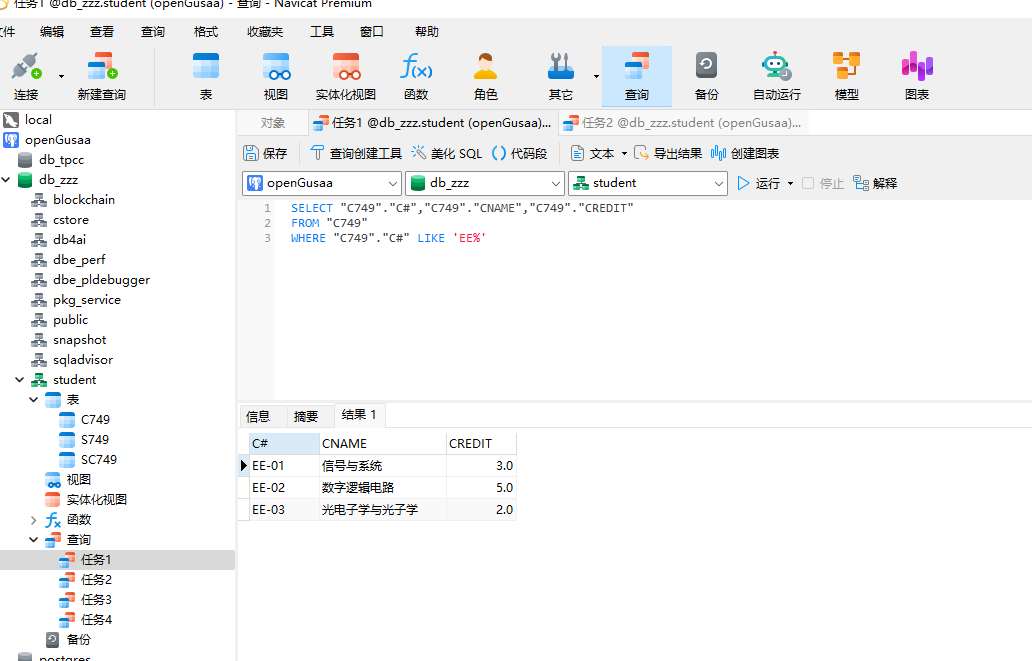 任务1 @db_zzz.student (openGusaa) - 查询 - Navicat Premium
文件 编辑 查看 查询 格式 收藏夹 工具 窗口 帮助
连接 新建查询 表 视图 实体化视图 函数 角色 其它 查询 备份 自动运行 模型 图表
local
openGusaa
db_tpcc
db_zzz
blockchain
cstore
db4ai
dbe_perf
dbe_pldebugger
pkg_service
public
snapshot
sqladvisor
student
表
C749
S749
SC749
视图
实体化视图
函数
查询
任务1
任务2
任务3
任务4
备份
postgres
对象 任务1 @db_zzz.student (openGusaa)... 任务2 @db_zzz.student (openGusaa)...
保存 查询创建工具 美化 SQL () 代码段 文本 导出结果 创建图表
openGusaa db_zzz student 运行 停止 解释
1 SELECT "C749"."C#","C749"."CNAME","C749"."CREDIT"
2 FROM "C749"
3 WHERE "C749"."C#" LIKE 'EE%'
信息 摘要 结果 1
C# CNAME CREDIT
EE-01 信号与系统 3.0
EE-02 数字逻辑电路 5.0
EE-03 光电子学与光子学 2.0